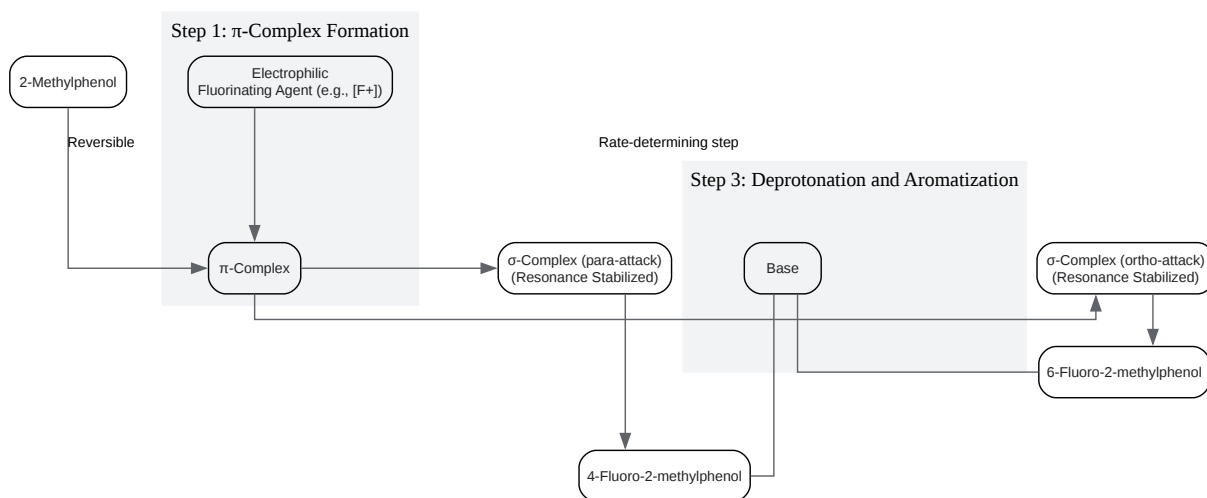 Step 1: π-Complex Formation
2-Methylphenol
Electrophilic
Fluorinating Agent (e.g., [F+])
Reversible
Rate-determining step
Step 3: Deprotonation and Aromatization
π-Complex
σ-Complex (para-attack)
(Resonance Stabilized)
Base
σ-Complex (ortho-attack)
(Resonance Stabilized)
6-Fluoro-2-methylphenol
4-Fluoro-2-methylphenol